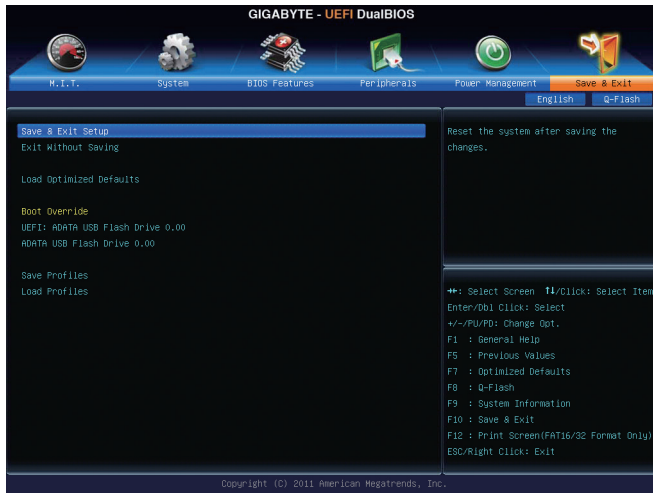 GIGABYTE - UEFI DualBIOS
M.I.T. System BIOS Features Peripherals Power Management Save & Exit
English Q-Flash
Save & Exit Setup
Exit Without Saving
Load Optimized Defaults
Boot Override
UEFI: ADATA USB Flash Drive 0.00
ADATA USB Flash Drive 0.00
Save Profiles
Load Profiles
Reset the system after saving the
changes.
→←: Select Screen ↑↓/Click: Select Item
Enter/Dbl Click: Select
+/-/PU/PD: Change Opt.
F1 : General Help
F5 : Previous Values
F7 : Optimized Defaults
F8 : Q-Flash
F9 : System Information
F10 : Save & Exit
F12 : Print Screen(FAT16/32 Format Only)
ESC/Right Click: Exit
Copyright (C) 2011 American Megatrends, Inc.